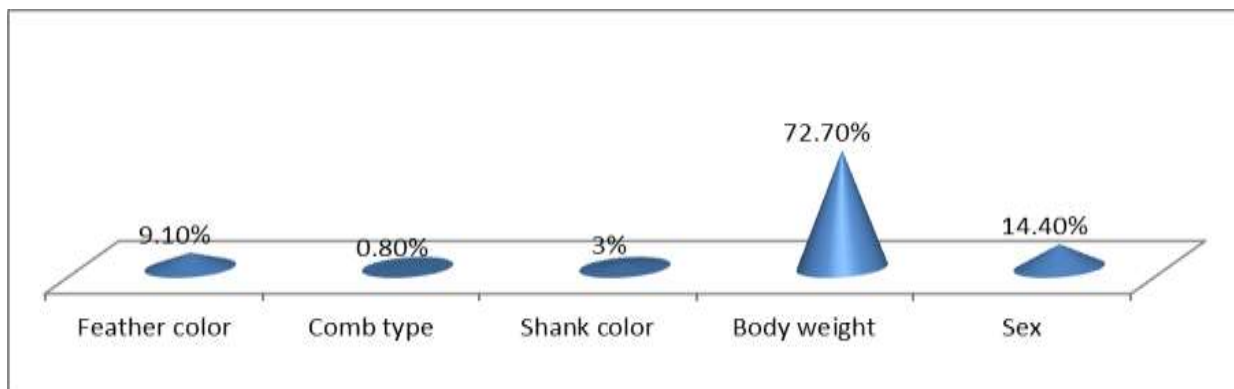 72.70%
9.10%
0.80%
3%
14.40%
Feather color
Comb type
Shank color
Body weight
Sex